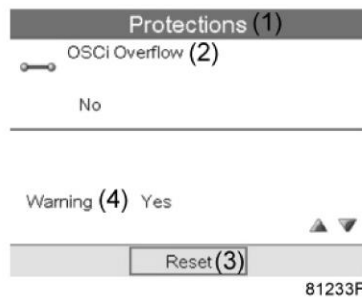 Protections (1)
OSCi Overflow (2)
No
Warning (4) Yes
Reset (3)
81233F